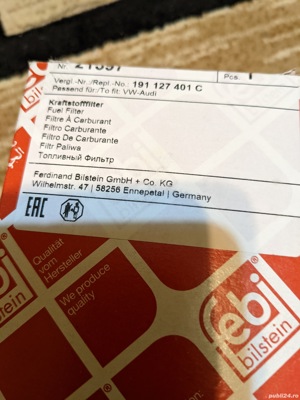 Nr. 21597
Pos. 1
Vergl.-Nr./Repl.-No.: 191 127 401 C
Passend für:/To fit: VW-Audi
Kraftstofffilter
Fuel Filter
Filtre À Carburant
Filtro Carburante
Filtro De Carburante
Filtr Paliwa
Топливный Фильтр
Ferdinand Bilstein GmbH + Co. KG
Wilhelmstr. 47 | 58256 Ennepetal | Germany
EAC
Qualität
vom
Hersteller
We produce
quality
febi
bilstein
febi
bilstein
publi24.ro